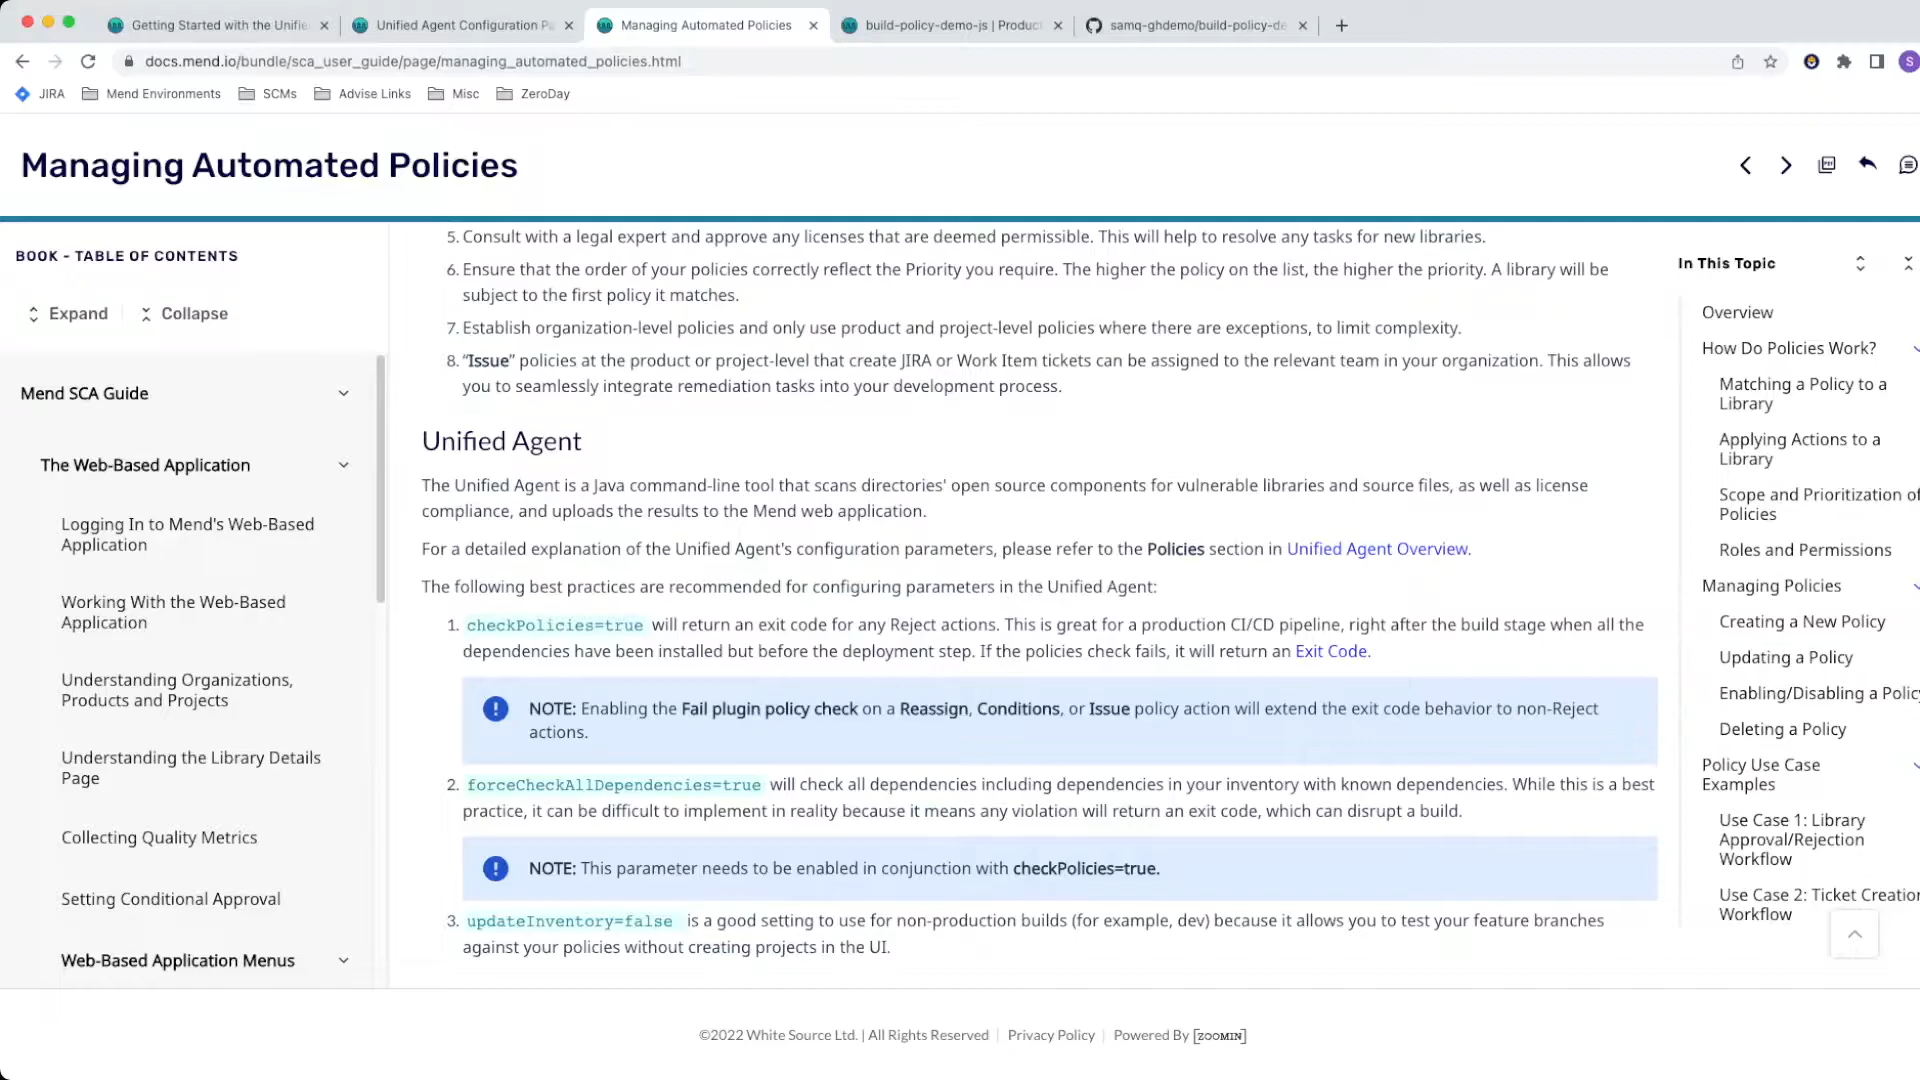 Getting Started with the Unifie
Unified Agent Configuration Pa
Managing Automated Policies
build-policy-demo-js | Product
samq-ghdemo/build-policy-de
docs.mend.io/bundle/sca_user_guide/page/managing_automated_policies.html
S
JIRA
Mend Environments
SCMs
Advise Links
Misc
ZeroDay
Managing Automated Policies
BOOK - TABLE OF CONTENTS
Expand
Collapse
Mend SCA Guide
The Web-Based Application
Logging In to Mend's Web-Based
Application
Working With the Web-Based
Application
Understanding Organizations,
Products and Projects
Understanding the Library Details
Page
Collecting Quality Metrics
Setting Conditional Approval
Web-Based Application Menus
5. Consult with a legal expert and approve any licenses that are deemed permissible. This will help to resolve any tasks for new libraries.
6. Ensure that the order of your policies correctly reflect the Priority you require. The higher the policy on the list, the higher the priority. A library will be
subject to the first policy it matches.
7. Establish organization-level policies and only use product and project-level policies where there are exceptions, to limit complexity.
8. “Issue” policies at the product or project-level that create JIRA or Work Item tickets can be assigned to the relevant team in your organization. This allows
you to seamlessly integrate remediation tasks into your development process.
Unified Agent
The Unified Agent is a Java command-line tool that scans directories' open source components for vulnerable libraries and source files, as well as license
compliance, and uploads the results to the Mend web application.
For a detailed explanation of the Unified Agent's configuration parameters, please refer to the Policies section in Unified Agent Overview.
The following best practices are recommended for configuring parameters in the Unified Agent:
1. checkPolicies=true will return an exit code for any Reject actions. This is great for a production CI/CD pipeline, right after the build stage when all the
dependencies have been installed but before the deployment step. If the policies check fails, it will return an Exit Code.
NOTE: Enabling the Fail plugin policy check on a Reassign, Conditions, or Issue policy action will extend the exit code behavior to non-Reject
actions.
2. forceCheckAllDependencies=true will check all dependencies including dependencies in your inventory with known dependencies. While this is a best
practice, it can be difficult to implement in reality because it means any violation will return an exit code, which can disrupt a build.
NOTE: This parameter needs to be enabled in conjunction with checkPolicies=true.
3. updateInventory=false is a good setting to use for non-production builds (for example, dev) because it allows you to test your feature branches
against your policies without creating projects in the UI.
In This Topic
Overview
How Do Policies Work?
Matching a Policy to a
Library
Applying Actions to a
Library
Scope and Prioritization of
Policies
Roles and Permissions
Managing Policies
Creating a New Policy
Updating a Policy
Enabling/Disabling a Policy
Deleting a Policy
Policy Use Case
Examples
Use Case 1: Library
Approval/Rejection
Workflow
Use Case 2: Ticket Creation
Workflow
©2022 White Source Ltd. | All Rights Reserved | Privacy Policy | Powered By [ZOOMIN]